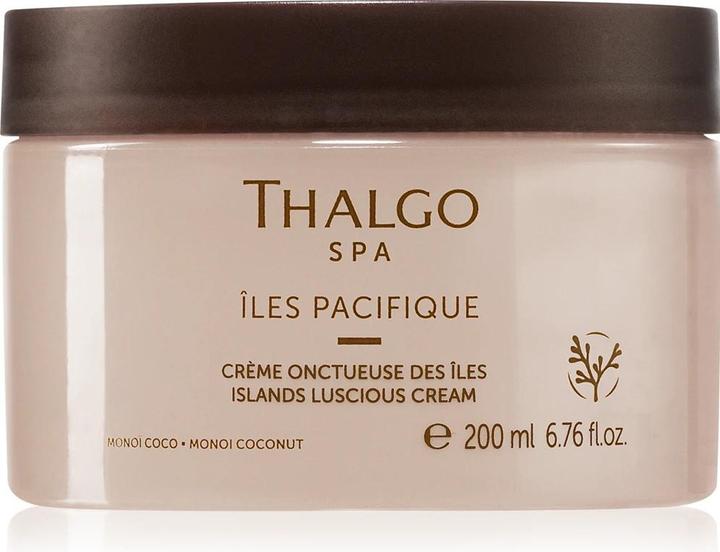 THALGO
SPA
ÎLES PACIFIQUE
CRÈME ONCTUEUSE DES ÎLES
ISLANDS LUSCIOUS CREAM
MONOÏ COCO • MONOI COCONUT
℮ 200 ml 6.76 fl.oz.